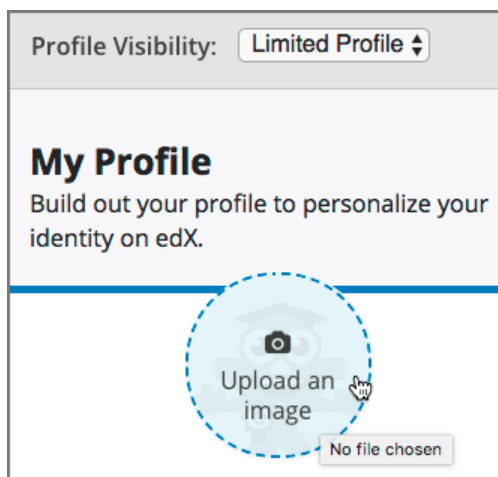 Profile Visibility: Limited Profile
My Profile
Build out your profile to personalize your
identity on edX.
Upload an
image
No file chosen